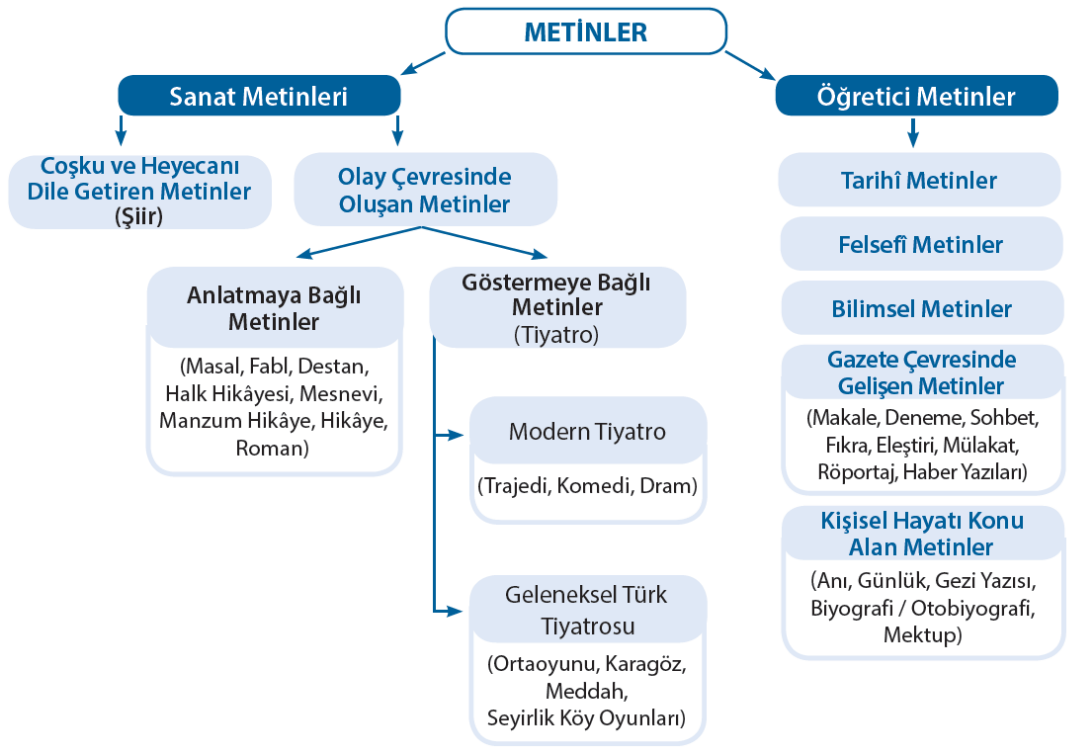 METİNLER
Sanat Metinleri
Coşku ve Heyecanı
Dile Getiren Metinler
(Şiir)
Olay Çevresinde
Oluşan Metinler
Anlatmaya Bağlı
Metinler
(Masal, Fabl, Destan,
Halk Hikâyesi, Mesnevi,
Manzum Hikâye, Hikâye,
Roman)
Göstermeye Bağlı
Metinler
(Tiyatro)
Modern Tiyatro
(Trajedi, Komedi, Dram)
Geleneksel Türk
Tiyatrosu
(Ortaoyunu, Karagöz,
Meddah,
Seyirlik Köy Oyunları)
Öğretici Metinler
Tarihî Metinler
Felsefî Metinler
Bilimsel Metinler
Gazete Çevresinde
Gelişen Metinler
(Makale, Deneme, Sohbet,
Fıkra, Eleştiri, Mülakat,
Röportaj, Haber Yazıları)
Kişisel Hayatı Konu
Alan Metinler
(Anı, Günlük, Gezi Yazısı,
Biyografi / Otobiyografi,
Mektup)